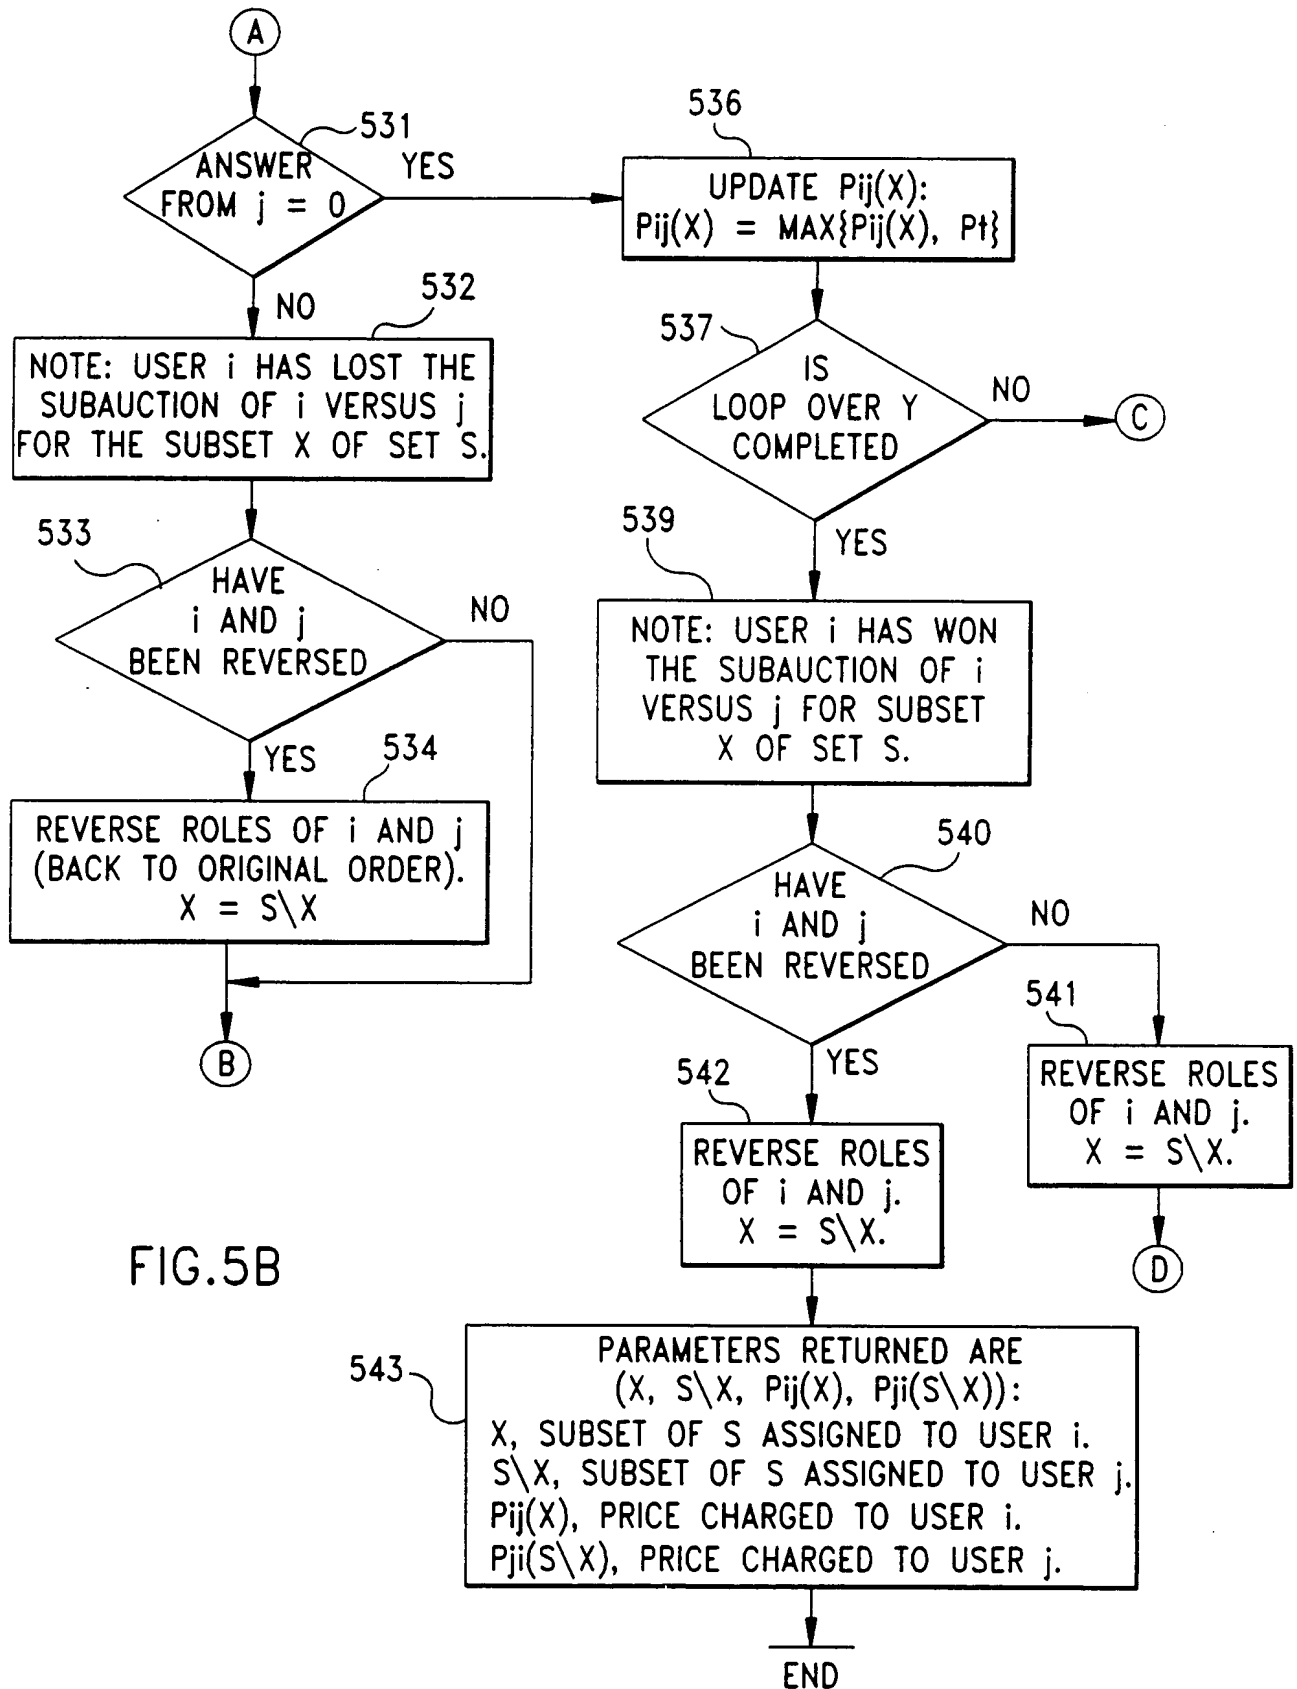 A
531
ANSWER
FROM j = 0
YES
NO
532
NOTE: USER i HAS LOST THE
SUBAUCTION OF i VERSUS j
FOR THE SUBSET X OF SET S.
533
HAVE
i AND j
BEEN REVERSED
NO
YES
534
REVERSE ROLES OF i AND j
(BACK TO ORIGINAL ORDER).
X = S\X
B
536
UPDATE Pij(X):
Pij(X) = MAX{Pij(X), Pt}
537
IS
LOOP OVER Y
COMPLETED
NO
C
YES
539
NOTE: USER i HAS WON
THE SUBAUCTION OF i
VERSUS j FOR SUBSET
X OF SET S.
540
HAVE
i AND j
BEEN REVERSED
NO
YES
541
REVERSE ROLES
OF i AND j.
X = S\X.
D
542
REVERSE ROLES
OF i AND j.
X = S\X.
543
PARAMETERS RETURNED ARE
(X, S\X, Pij(X), Pji(S\X)):
X, SUBSET OF S ASSIGNED TO USER i.
S\X, SUBSET OF S ASSIGNED TO USER j.
Pij(X), PRICE CHARGED TO USER i.
Pji(S\X), PRICE CHARGED TO USER j.
END
FIG.5B